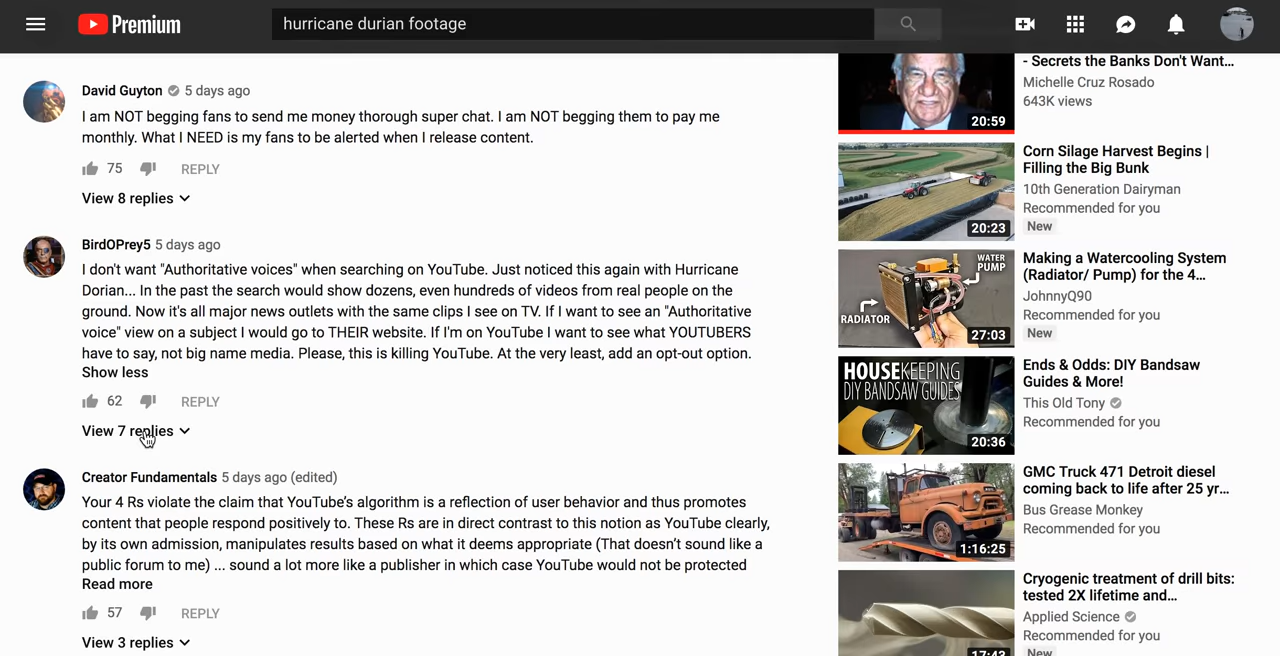 Premium
hurricane durian footage
David Guyton 5 days ago
I am NOT begging fans to send me money thorough super chat. I am NOT begging them to pay me
monthly. What I NEED is my fans to be alerted when I release content.
75 REPLY
View 8 replies
BirdOPrey5 5 days ago
I don't want "Authoritative voices" when searching on YouTube. Just noticed this again with Hurricane
Dorian... In the past the search would show dozens, even hundreds of videos from real people on the
ground. Now it's all major news outlets with the same clips I see on TV. If I want to see an "Authoritative
voice" view on a subject I would go to THEIR website. If I'm on YouTube I want to see what YOUTUBERS
have to say, not big name media. Please, this is killing YouTube. At the very least, add an opt-out option.
Show less
62 REPLY
View 7 replies
Creator Fundamentals 5 days ago (edited)
Your 4 Rs violate the claim that YouTube's algorithm is a reflection of user behavior and thus promotes
content that people respond positively to. These Rs are in direct contrast to this notion as YouTube clearly,
by its own admission, manipulates results based on what it deems appropriate (That doesn't sound like a
public forum to me) ... sound a lot more like a publisher in which case YouTube would not be protected
Read more
57 REPLY
View 3 replies
20:59
- Secrets the Banks Don't Want...
Michelle Cruz Rosado
643K views
20:23
Corn Silage Harvest Begins |
Filling the Big Bunk
10th Generation Dairyman
Recommended for you
New
WATER
PUMP
RADIATOR
27:03
Making a Watercooling System
(Radiator/ Pump) for the 4...
JohnnyQ90
Recommended for you
New
HOUSEKEEPING
DIY BANDSAW GUIDES
20:36
Ends & Odds: DIY Bandsaw
Guides & More!
This Old Tony
Recommended for you
1:16:25
GMC Truck 471 Detroit diesel
coming back to life after 25 yr...
Bus Grease Monkey
Recommended for you
17:43
Cryogenic treatment of drill bits:
tested 2X lifetime and...
Applied Science
Recommended for you
New